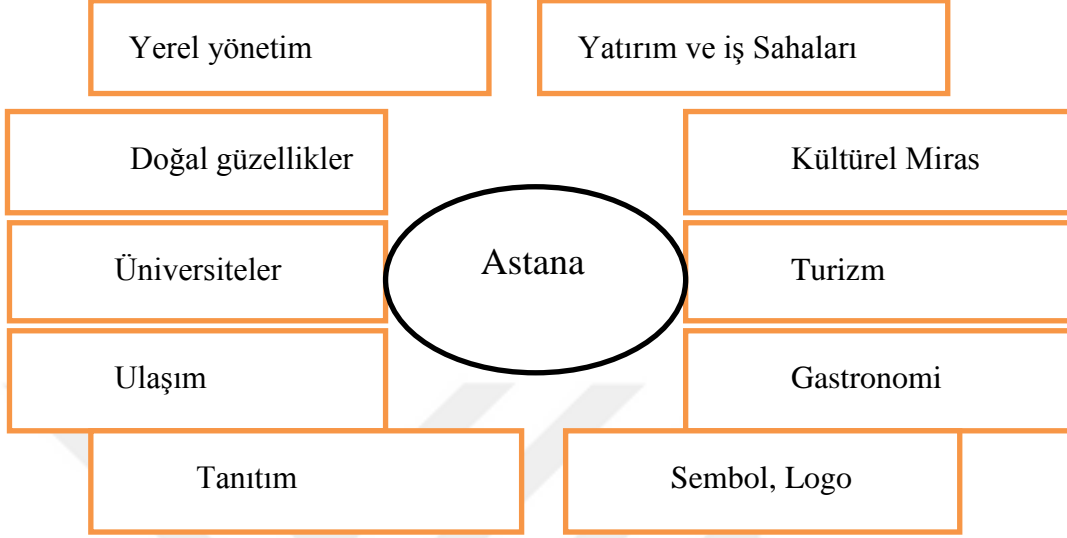 Yerel yönetim
Yatırım ve iş Sahaları
Doğal güzellikler
Kültürel Miras
Astana
Üniversiteler
Turizm
Ulaşım
Gastronomi
Tanıtım
Sembol, Logo